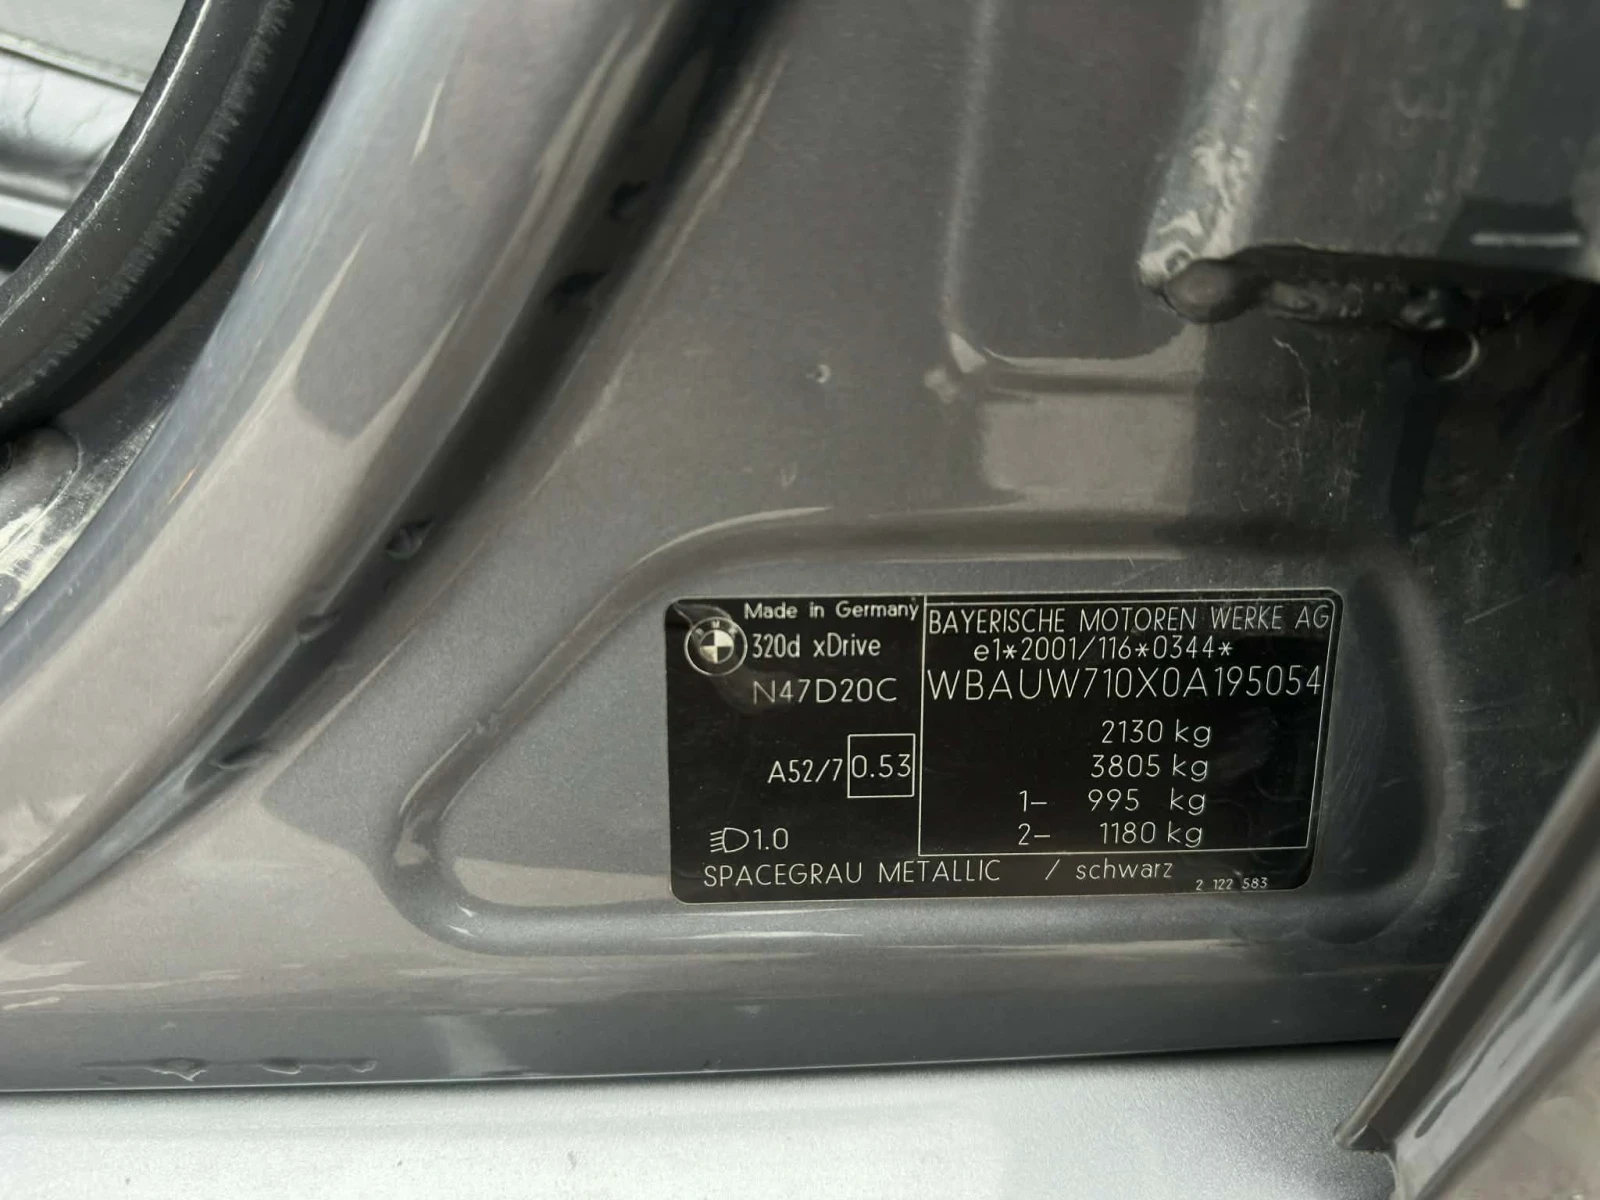 Made in Germany
BMW
320d xDrive
N47D20C
A52/7 0.53
1.0
BAYERISCHE MOTOREN WERKE AG
e1*2001/116*0344*
WBAUW710X0A195054
2130 kg
3805 kg
1- 995 kg
2- 1180 kg
SPACEGRAU METALLIC / schwarz
2 122 583